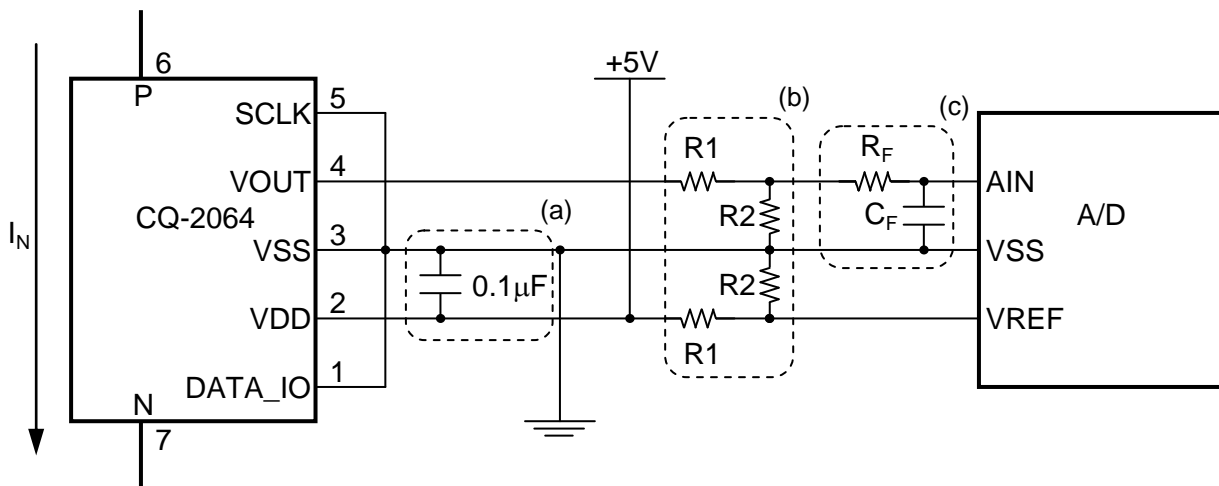 6
P
SCLK
5
+5V
(b)
(c)
R1
RF
VOUT
4
AIN
CQ-2064
(a)
R2
CF
A/D
IN
VSS
3
VSS
0.1μF
R2
VDD
2
VREF
R1
DATA_IO
1
N
7